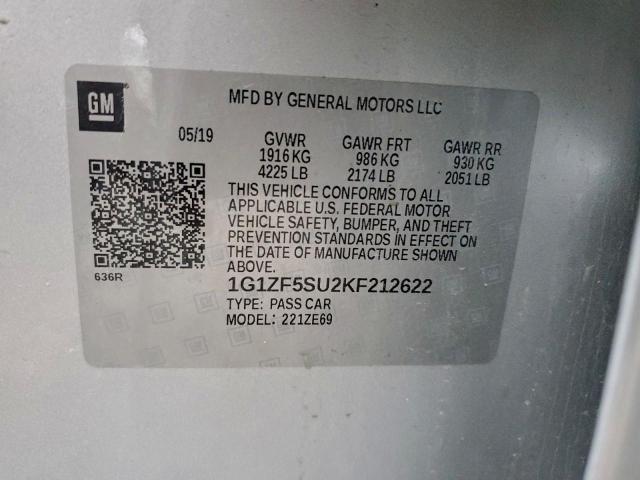 GM
MFD BY GENERAL MOTORS LLC
05/19 GVWR GAWR FRT GAWR RR
1916 KG 986 KG 930 KG
4225 LB 2174 LB 2051 LB
THIS VEHICLE CONFORMS TO ALL
APPLICABLE U.S. FEDERAL MOTOR
VEHICLE SAFETY, BUMPER, AND THEFT
PREVENTION STANDARDS IN EFFECT ON
THE DATE OF MANUFACTURE SHOWN
ABOVE.
636R
1G1ZF5SU2KF212622
TYPE: PASS CAR
MODEL: 221ZE69